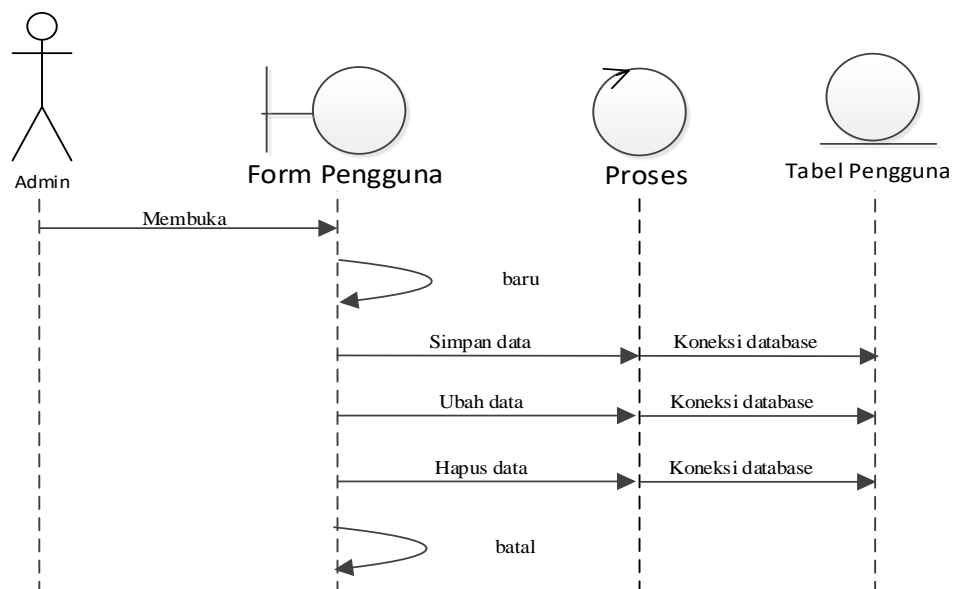 Admin
Form Pengguna
Proses
Tabel Pengguna
Membuka
baru
Simpan data
Koneksi database
Ubah data
Koneksi database
Hapus data
Koneksi database
batal